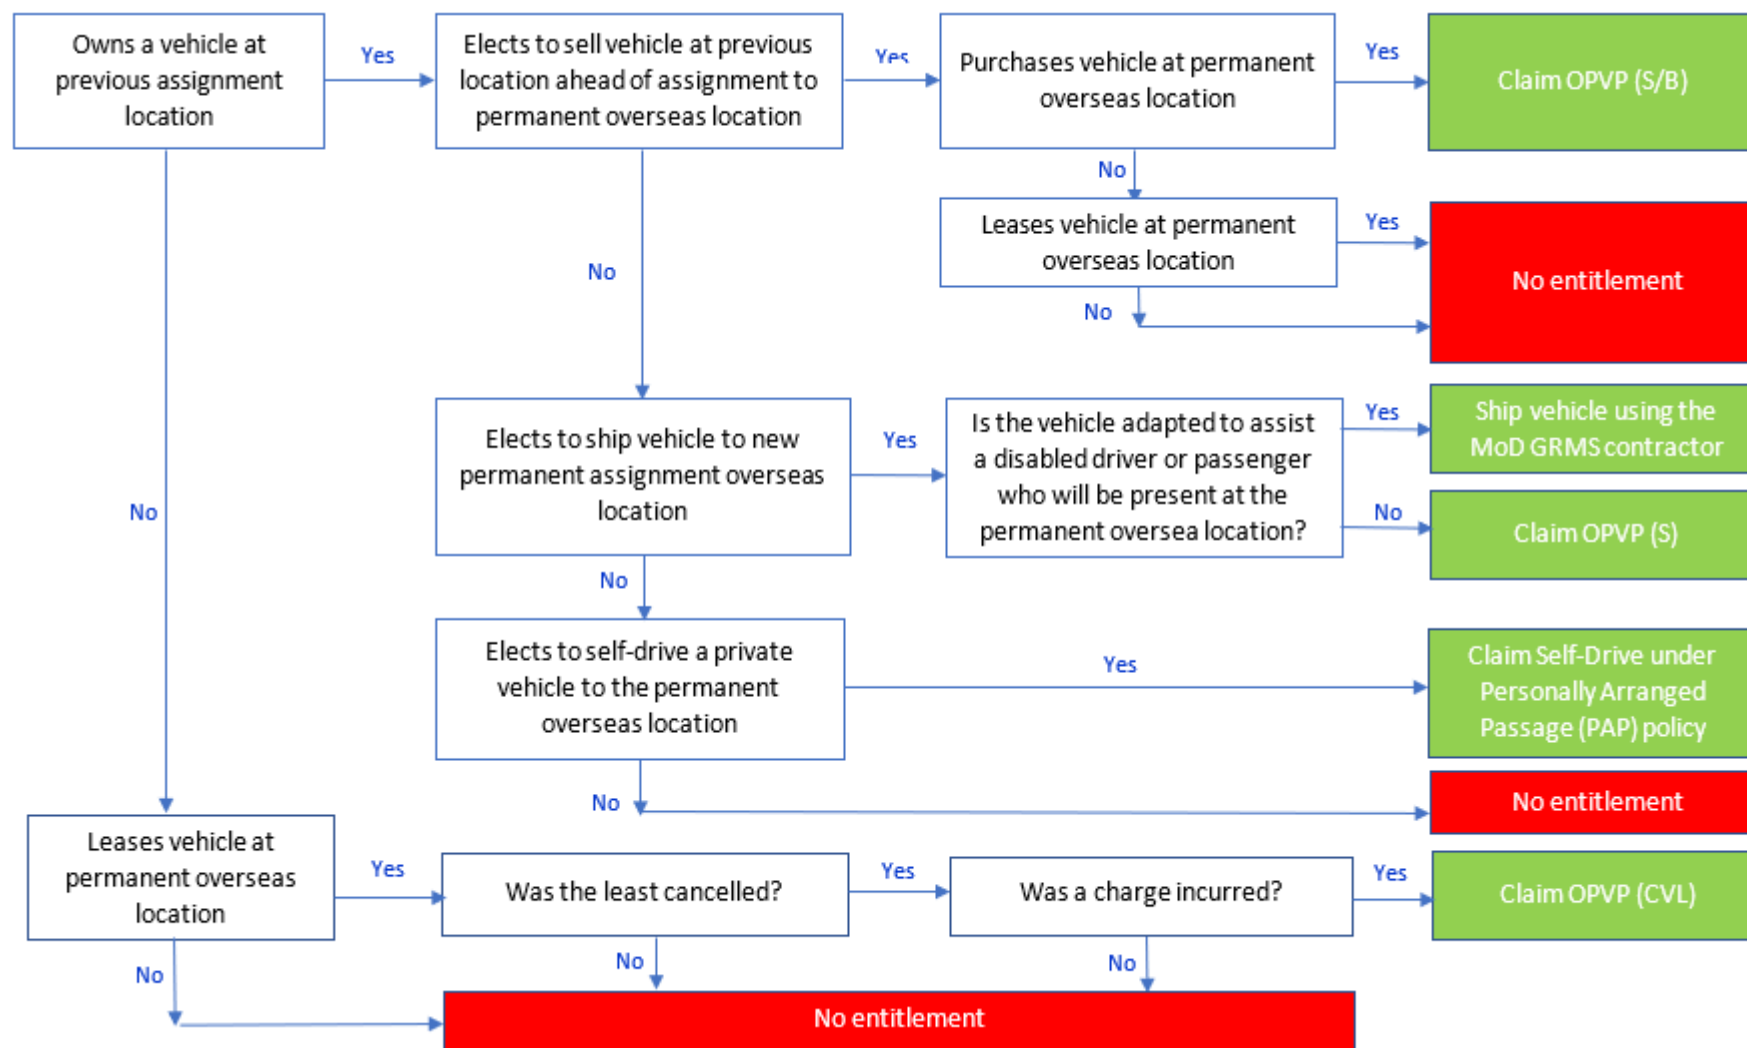 Owns a vehicle at
previous assignment
location
Yes
Elects to sell vehicle at previous
location ahead of assignment to
permanent overseas location
Yes
Purchases vehicle at permanent
overseas location
Yes
Claim OPVP (S/B)
No
Leases vehicle at permanent
overseas location
Yes
No entitlement
No
No
Elects to ship vehicle to new
permanent assignment overseas
location
Yes
Is the vehicle adapted to assist
a disabled driver or passenger
who will be present at the
permanent oversea location?
Yes
Ship vehicle using the
MoD GRMS contractor
No
Claim OPVP (S)
No
No
Elects to self-drive a private
vehicle to the permanent
overseas location
Yes
Claim Self-Drive under
Personally Arranged
Passage (PAP) policy
No
No entitlement
Leases vehicle at
permanent overseas
location
Yes
Was the least cancelled?
Yes
Was a charge incurred?
Yes
Claim OPVP (CVL)
No
No
No
No entitlement